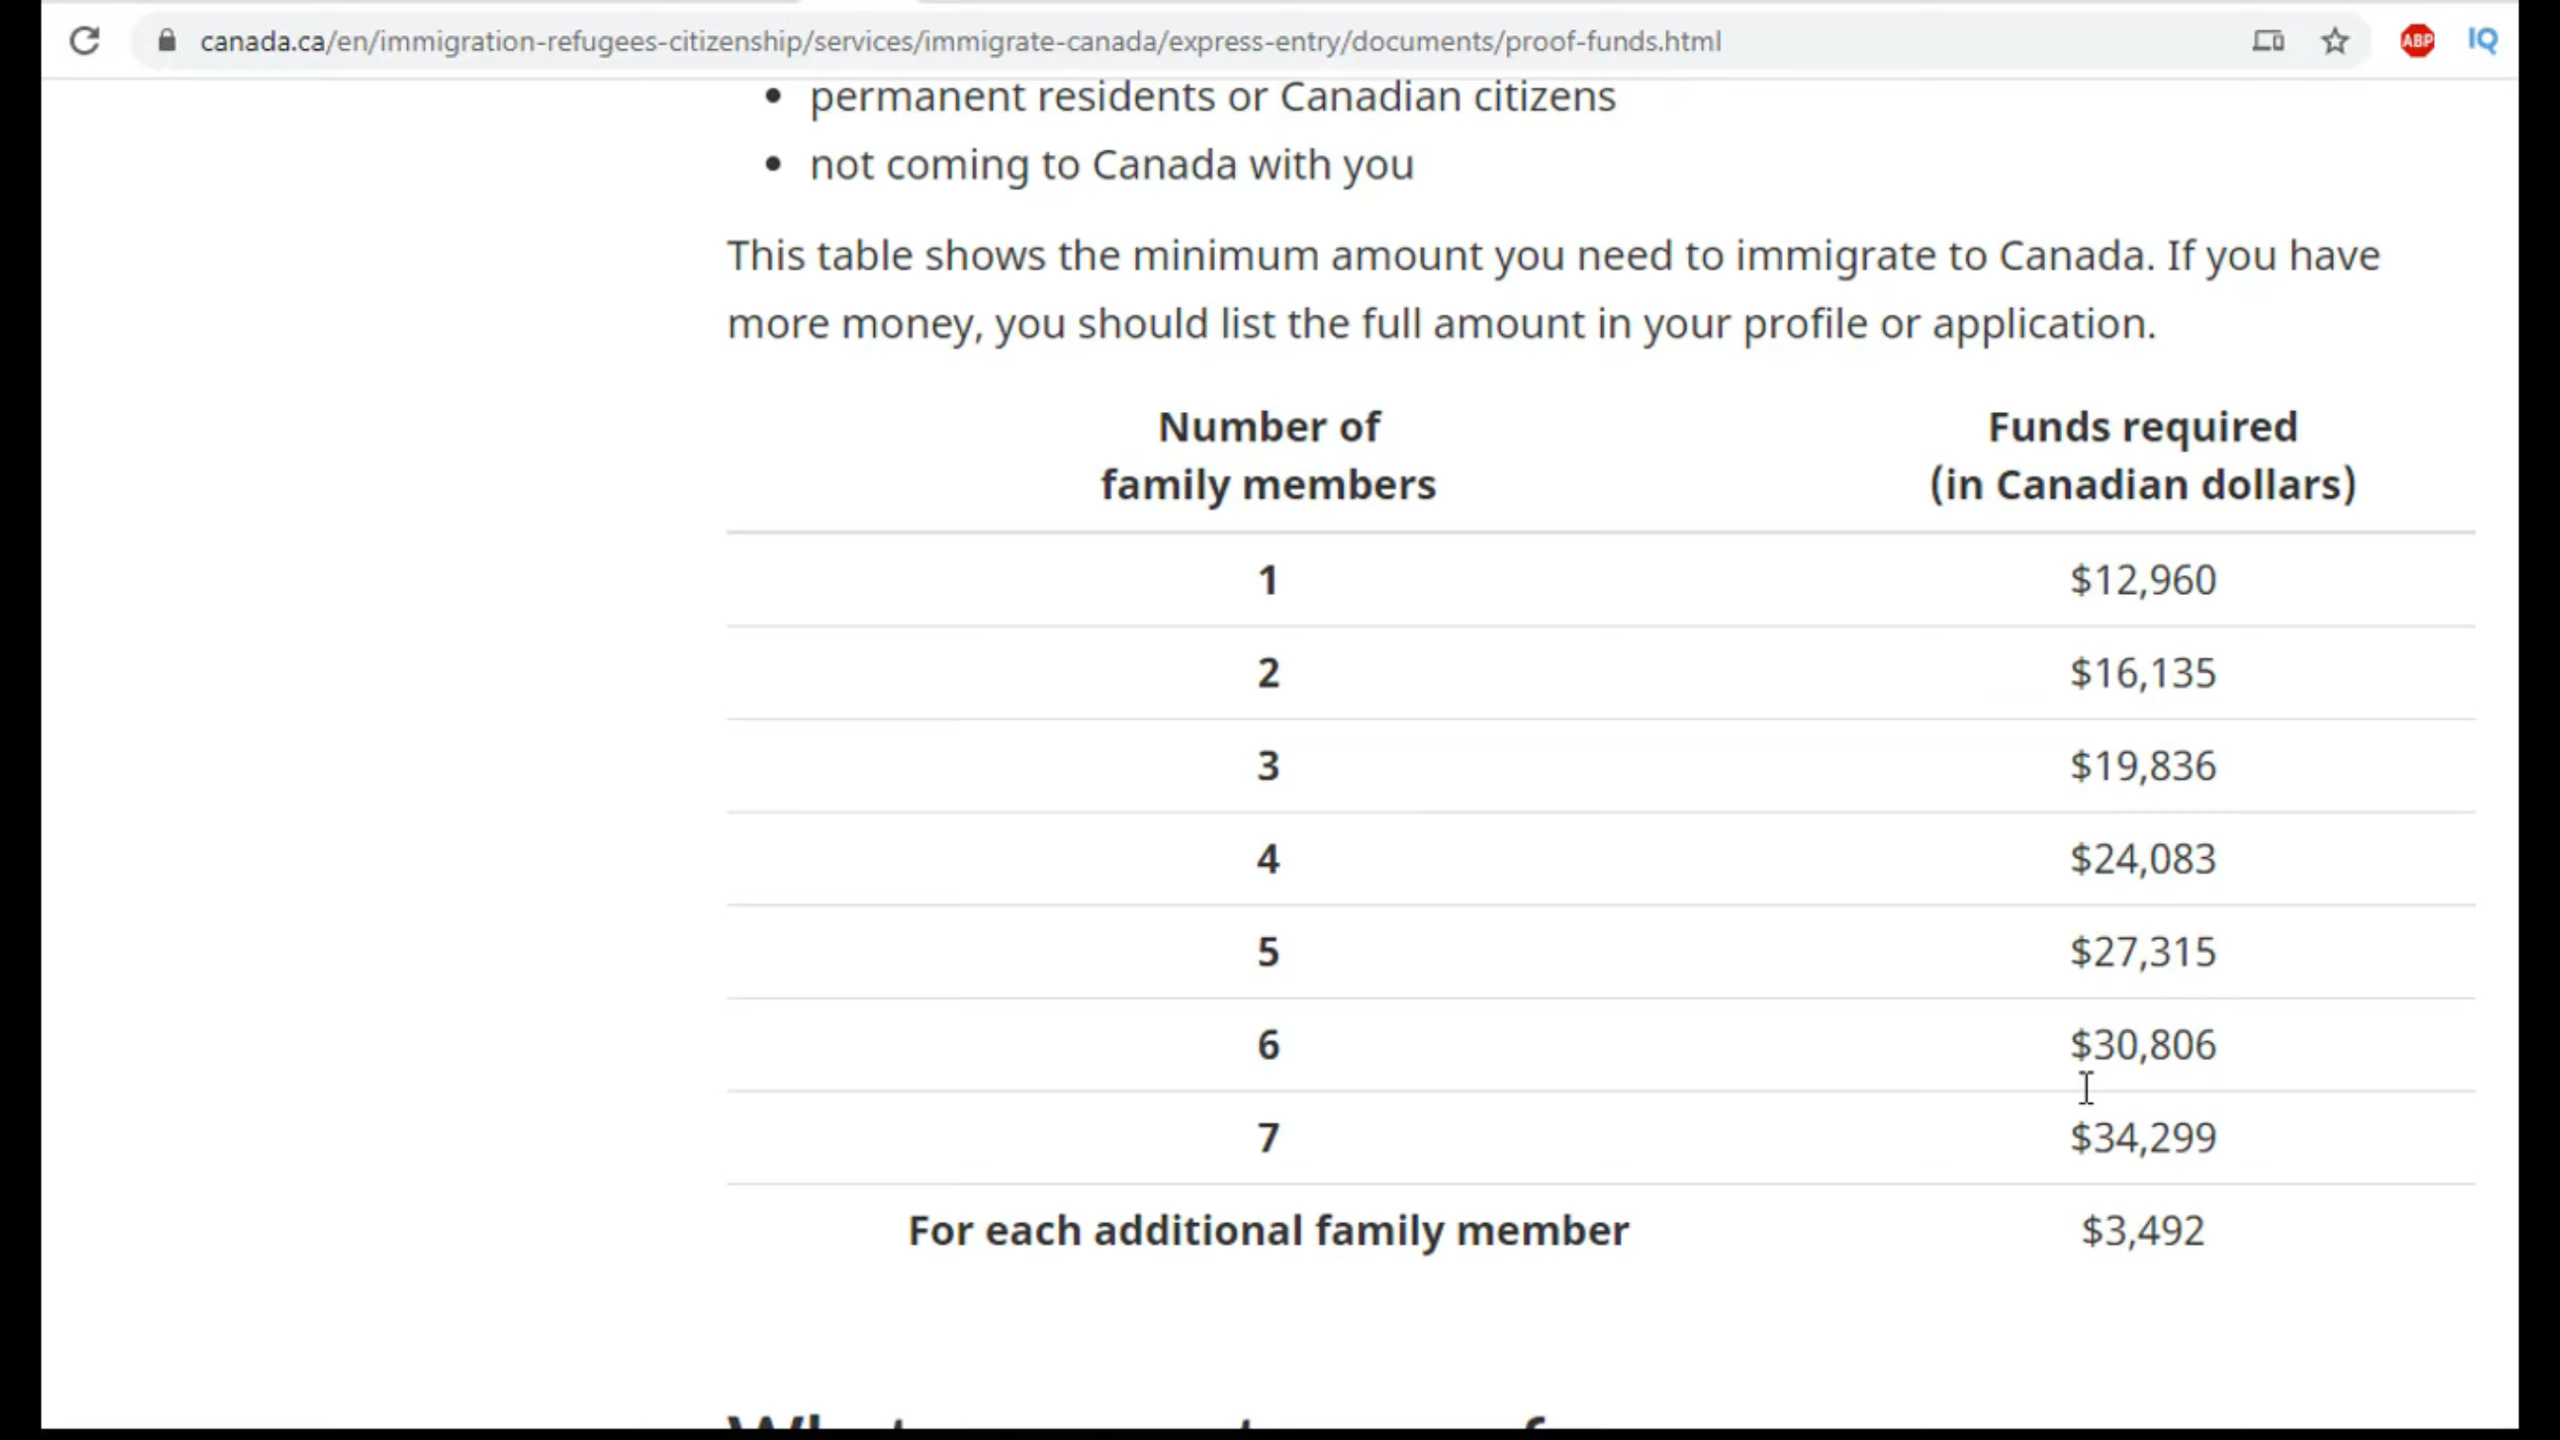 canada.ca/en/immigration-refugees-citizenship/services/immigrate-canada/express-entry/documents/proof-funds.html
ABP
IQ
permanent residents or Canadian citizens
not coming to Canada with you
This table shows the minimum amount you need to immigrate to Canada. If you have
more money, you should list the full amount in your profile or application.
Number of
family members
Funds required
(in Canadian dollars)
1 $12,960
2 $16,135
3 $19,836
4 $24,083
5 $27,315
6 $30,806
7 $34,299
For each additional family member $3,492